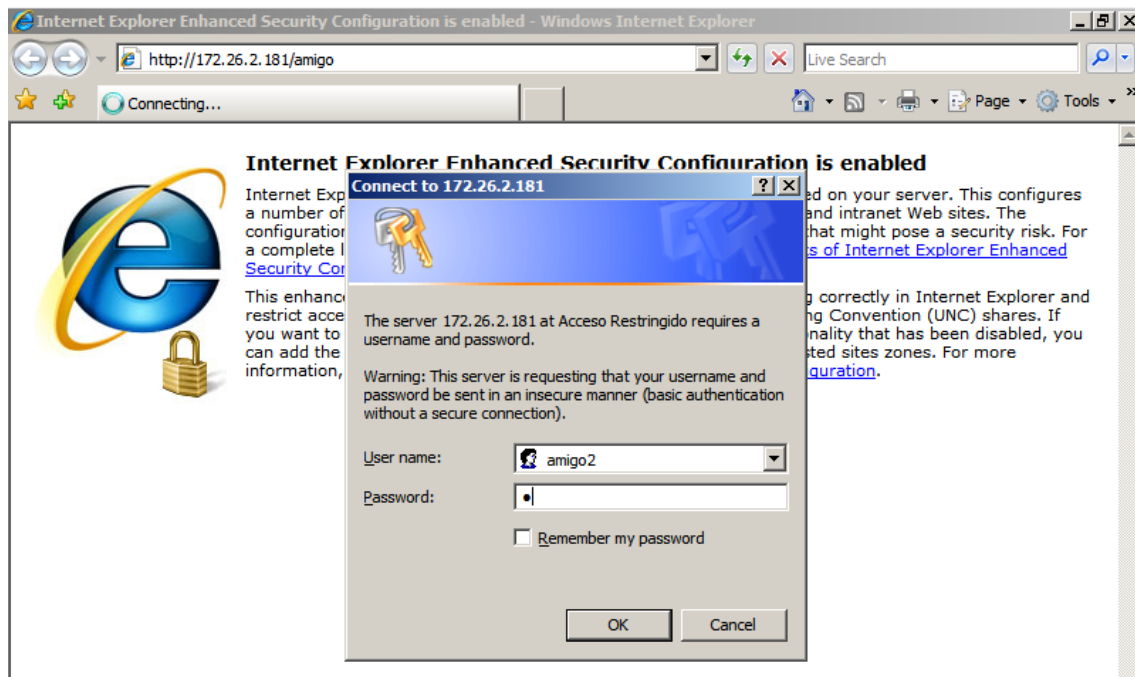 Internet Explorer Enhanced Security Configuration is enabled - Windows Internet Explorer
http://172.26.2.181/amigo
Live Search
Connecting...
Page
Tools
»
Internet Explorer Enhanced Security Configuration is enabled
Internet Exp ed on your server. This configures
a number of and intranet Web sites. The
configuration that might pose a security risk. For
a complete l s of Internet Explorer Enhanced
Security Con
This enhance g correctly in Internet Explorer and
restrict acce ng Convention (UNC) shares. If
you want to onality that has been disabled, you
can add the sted sites zones. For more
information, guration.
Connect to 172.26.2.181
The server 172.26.2.181 at Acceso Restringido requires a
username and password.
Warning: This server is requesting that your username and
password be sent in an insecure manner (basic authentication
without a secure connection).
User name:
amigo2
Password:
●
Remember my password
OK
Cancel